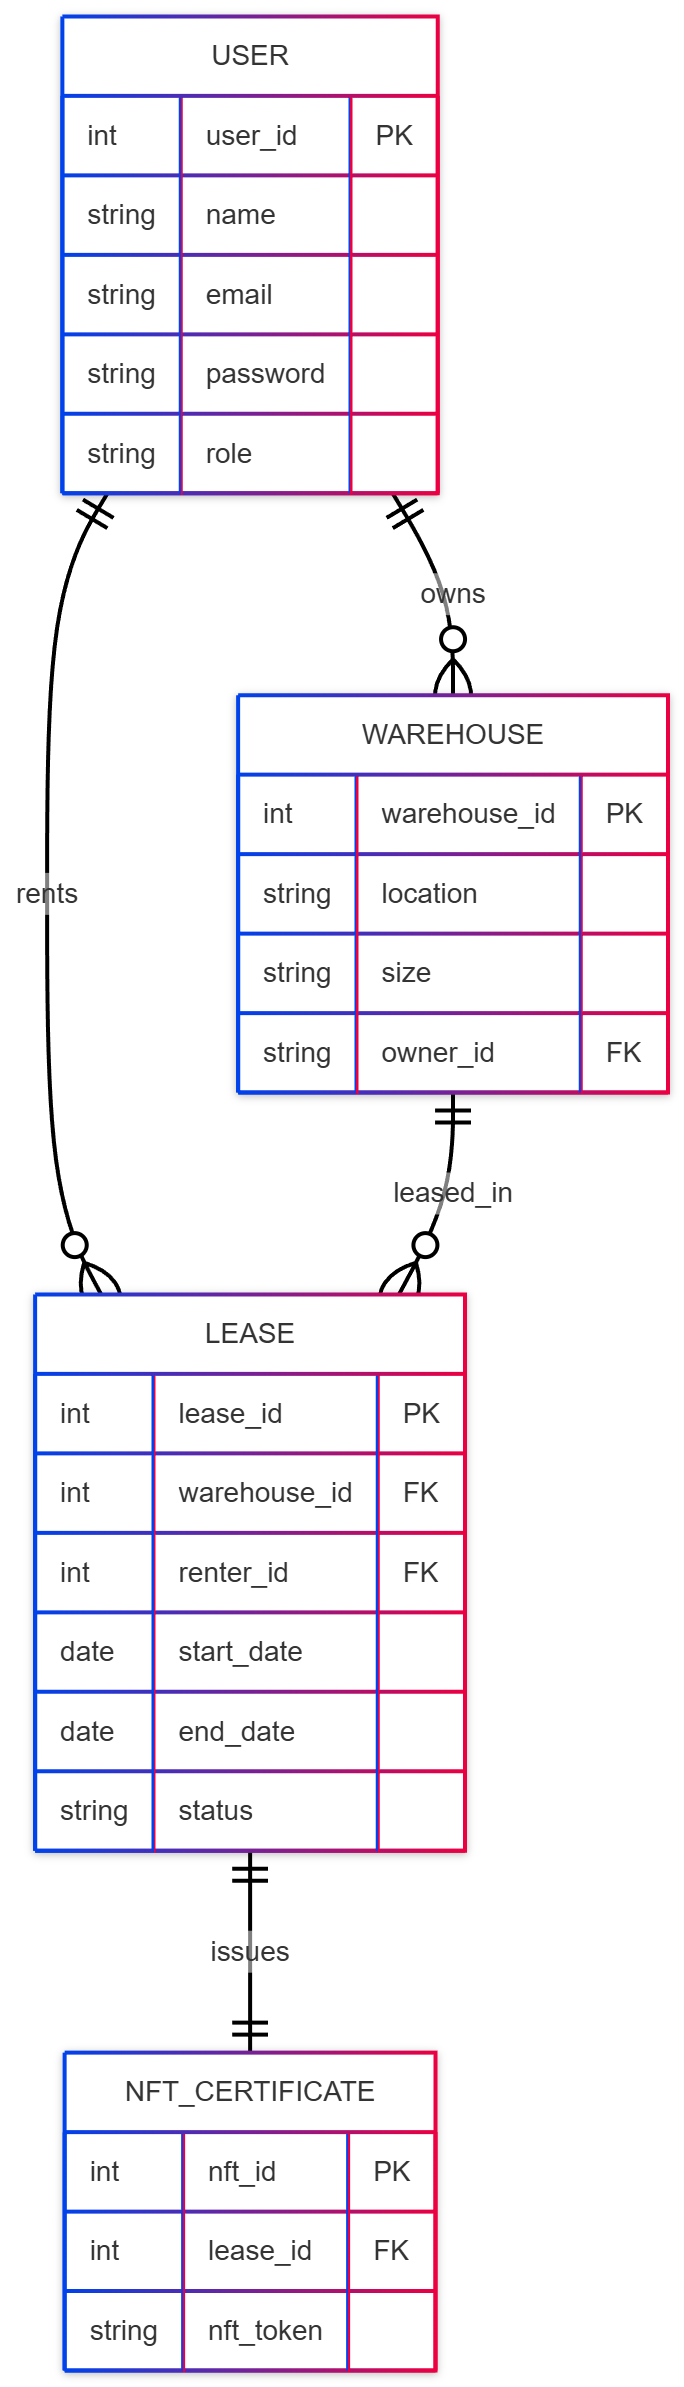 USER
int user_id PK
string name
string email
string password
string role
owns
WAREHOUSE
int warehouse_id PK
string location
string size
string owner_id FK
rents
leased_in
LEASE
int lease_id PK
int warehouse_id FK
int renter_id FK
date start_date
date end_date
string status
issues
NFT_CERTIFICATE
int nft_id PK
int lease_id FK
string nft_token